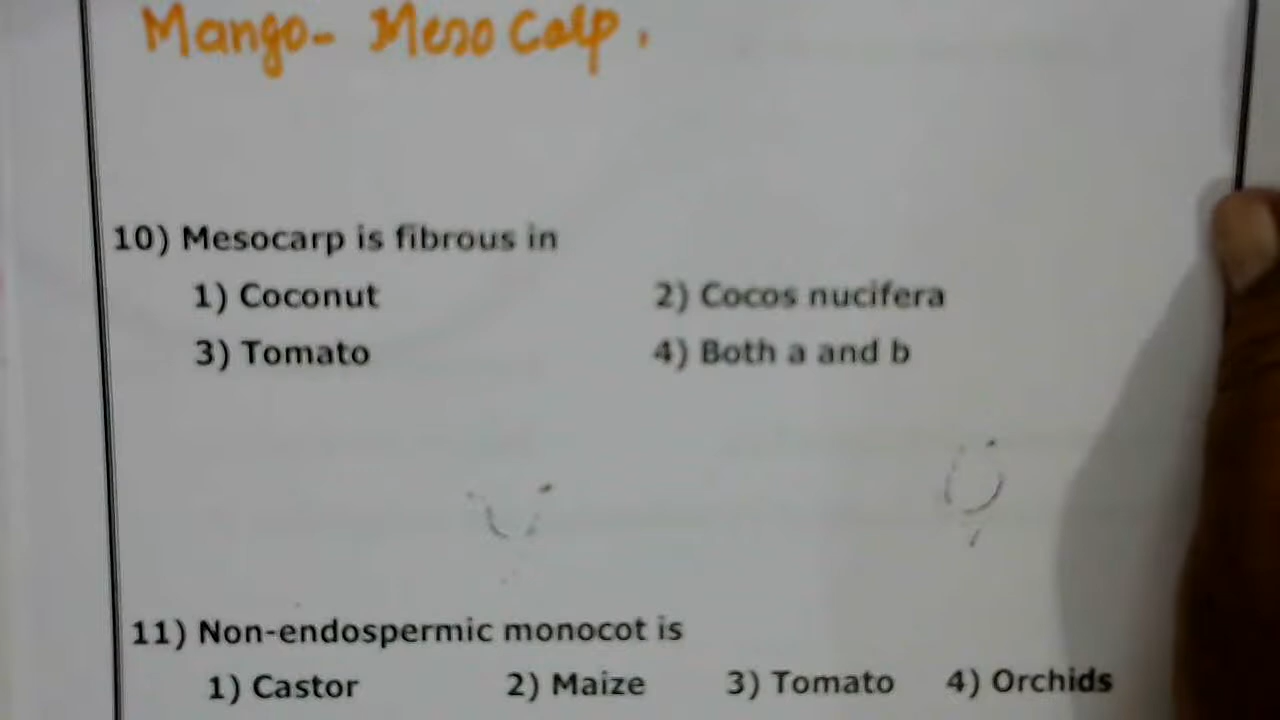 Mango- Meso Carp.
10) Mesocarp is fibrous in
1) Coconut 2) Cocos nucifera
3) Tomato 4) Both a and b
11) Non-endospermic monocot is
1) Castor 2) Maize 3) Tomato 4) Orchids